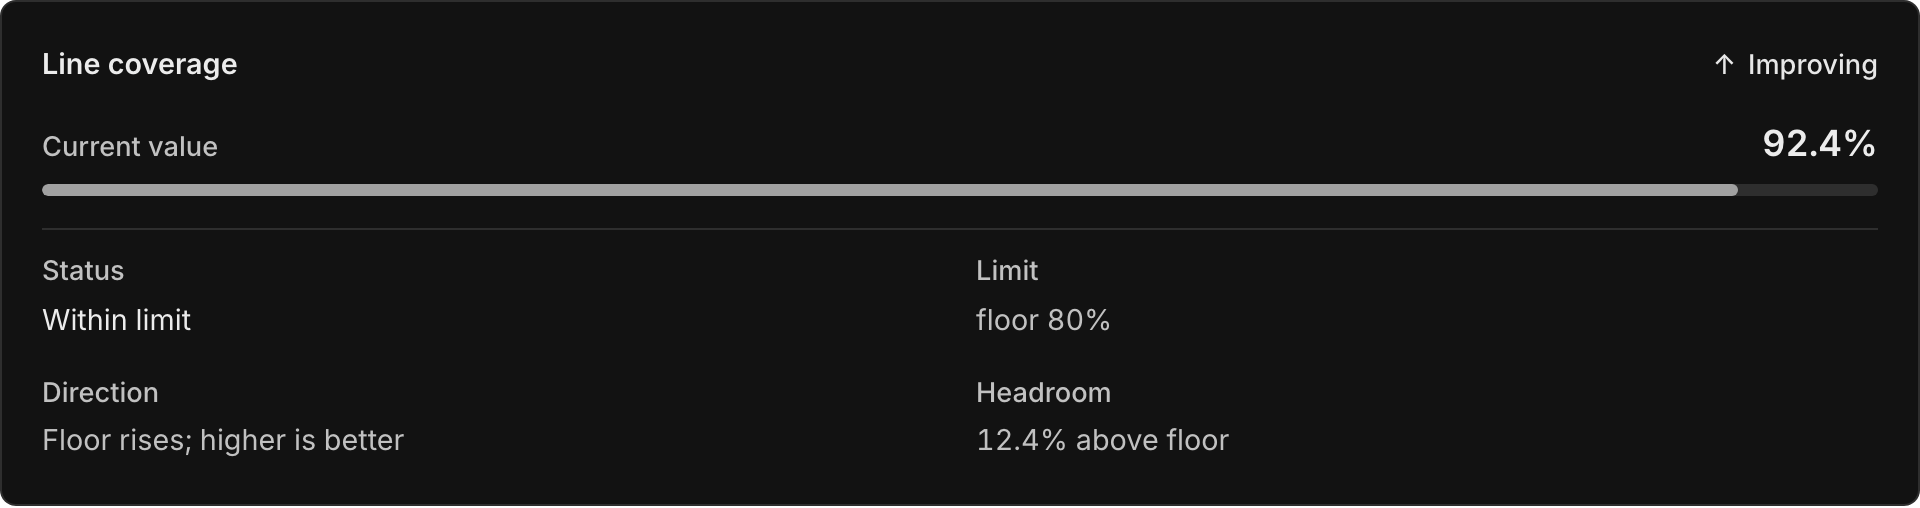 Line coverage
↑ Improving
Current value
92.4%
Status
Limit
Within limit
floor 80%
Direction
Headroom
Floor rises; higher is better
12.4% above floor